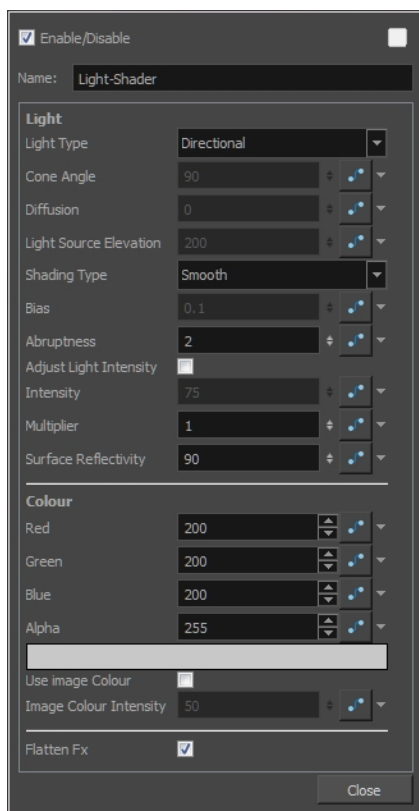 Enable/Disable
Name: Light-Shader
Light
Light Type Directional
Cone Angle 90
Diffusion 0
Light Source Elevation 200
Shading Type Smooth
Bias 0.1
Abruptness 2
Adjust Light Intensity
Intensity 75
Multiplier 1
Surface Reflectivity 90
Colour
Red 200
Green 200
Blue 200
Alpha 255
Use image Colour
Image Colour Intensity 50
Flatten Fx
Close